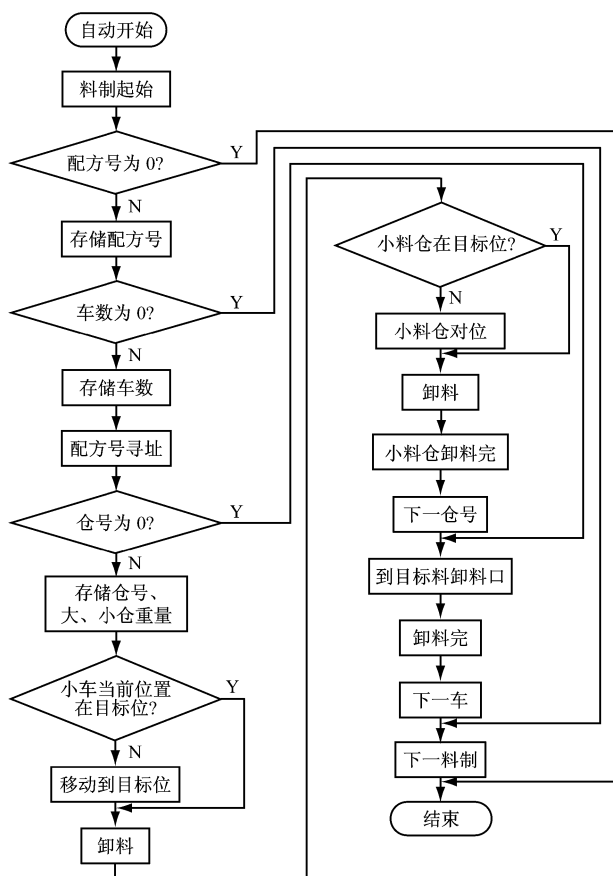 自动开始
料制起始
配方号为 0?
Y
N
存储配方号
车数为 0?
Y
N
存储车数
配方号寻址
仓号为 0?
Y
N
存储仓号、
大、小仓重量
小车当前位置
在目标位?
Y
N
移动到目标位
卸料
小料仓在目标位?
Y
N
小料仓对位
卸料
小料仓卸料完
下一仓号
到目标料卸料口
卸料完
下一车
下一料制
结束